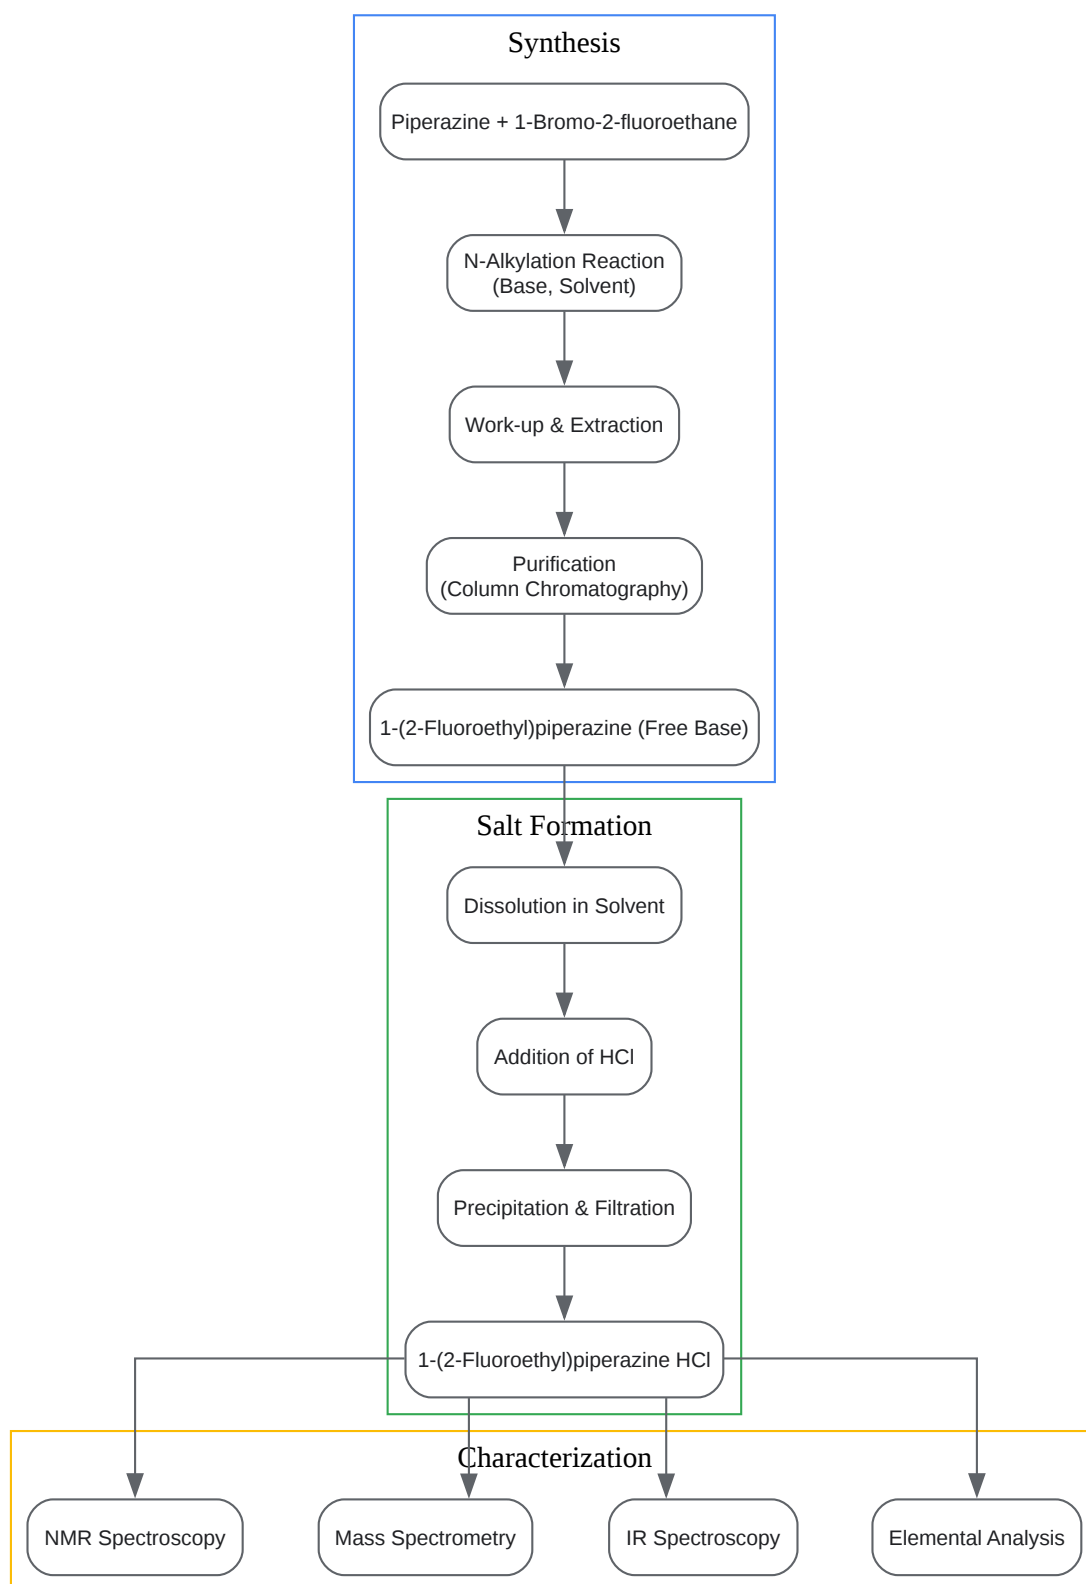 Synthesis
Piperazine + 1-Bromo-2-fluoroethane
N-Alkylation Reaction
(Base, Solvent)
Work-up & Extraction
Purification
(Column Chromatography)
1-(2-Fluoroethyl)piperazine (Free Base)
Salt Formation
Dissolution in Solvent
Addition of HCl
Precipitation & Filtration
1-(2-Fluoroethyl)piperazine HCl
Characterization
NMR Spectroscopy
Mass Spectrometry
IR Spectroscopy
Elemental Analysis